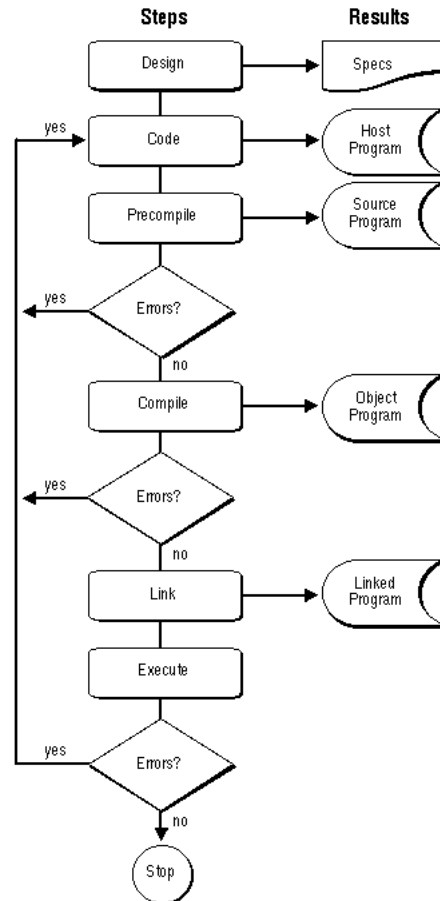 Steps
Results
Design
Specs
yes
Code
Host
Program
Precompile
Source
Program
yes
Errors?
no
Compile
Object
Program
yes
Errors?
no
Link
Linked
Program
Execute
yes
Errors?
no
Stop